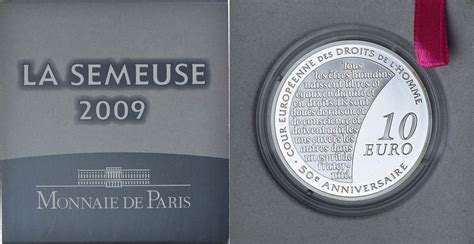 LA SEMEUSE
2009
MONNAIE DE PARIS
COUR EUROPÉENNE DES DROITS DE L'HOMME
Tous
les êtres humains
naissent libres et
égaux en dignité et
en droits. Ils sont
doués de raison et
de conscience et
doivent agir les
uns envers les
autres dans
un esprit de
frater-
nité.
10
EURO
50e ANNIVERSAIRE